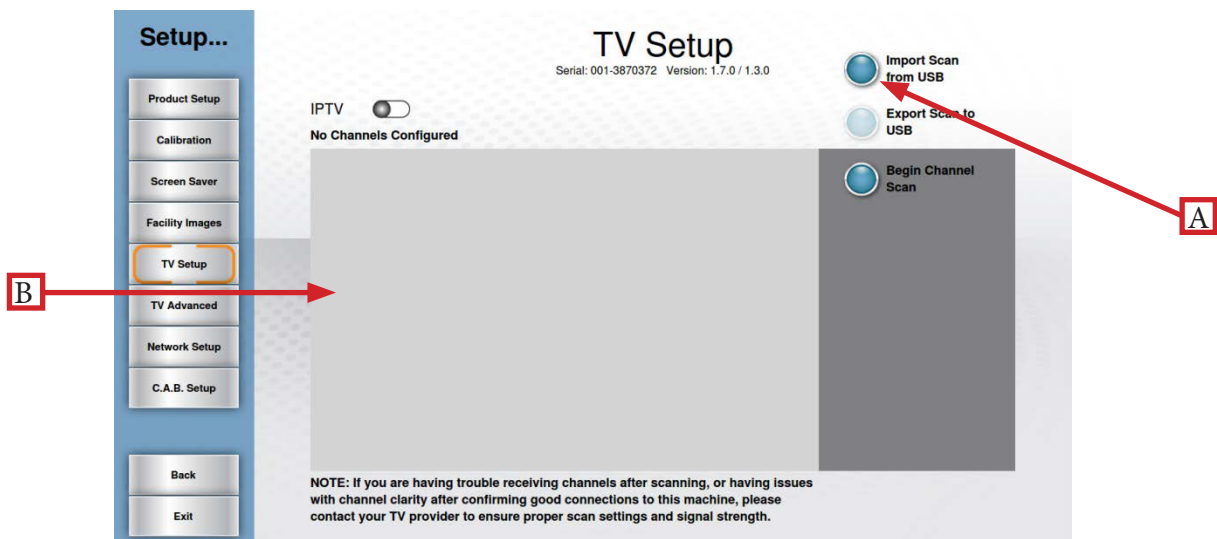 Setup...
Product Setup
Calibration
Screen Saver
Facility Images
TV Setup
TV Advanced
Network Setup
C.A.B. Setup
Back
Exit
TV Setup
Serial: 001-3870372 Version: 1.7.0 / 1.3.0
IPTV
No Channels Configured
Import Scan
from USB
Export Scan to
USB
Begin Channel
Scan
NOTE: If you are having trouble receiving channels after scanning, or having issues
with channel clarity after confirming good connections to this machine, please
contact your TV provider to ensure proper scan settings and signal strength.
A
B